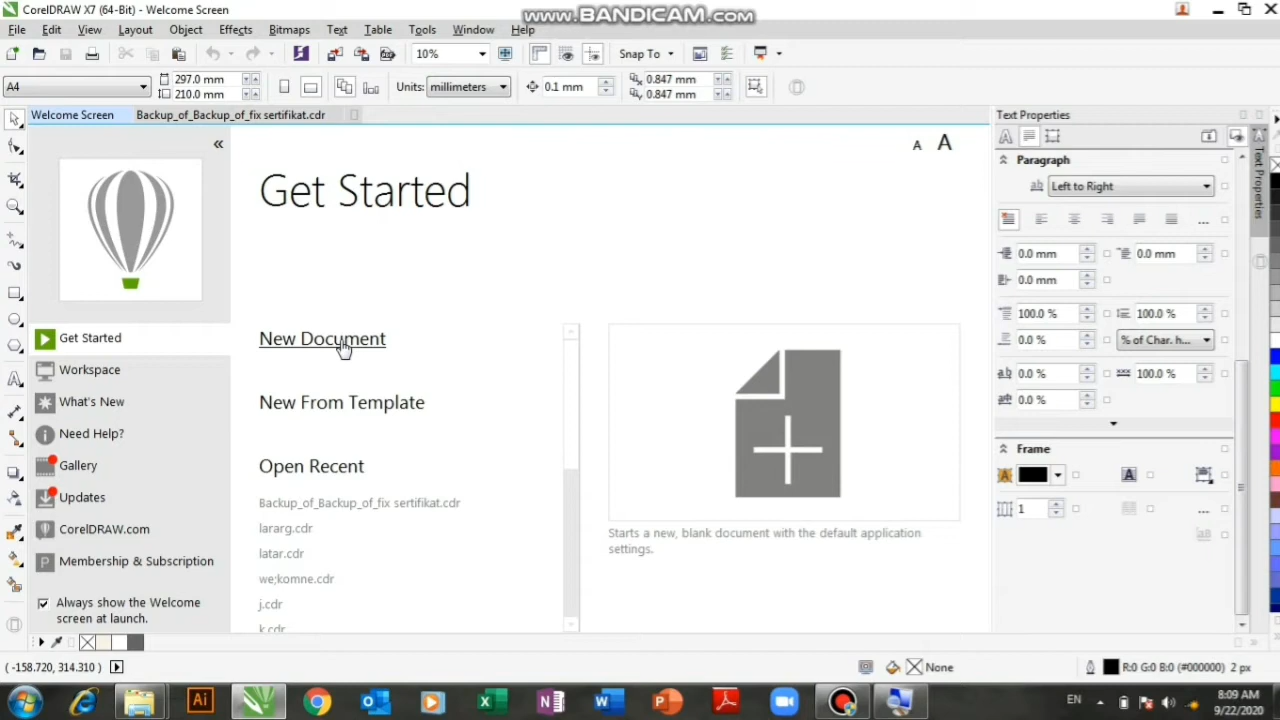 CorelDRAW X7 (64-Bit) - Welcome Screen
www.BANDICAM.com
File Edit View Layout Object Effects Bitmaps Text Table Tools Window Help
10% Snap To
A4 297.0 mm 210.0 mm Units: millimeters 0.1 mm 0.847 mm 0.847 mm
Welcome Screen Backup_of_Backup_of_fix sertifikat.cdr
«
A A
Get Started
Get Started
Workspace
What's New
Need Help?
Gallery
Updates
CorelDRAW.com
Membership & Subscription
Always show the Welcome
screen at launch.
New Document
New From Template
Open Recent
Backup_of_Backup_of_fix sertifikat.cdr
lararg.cdr
latar.cdr
we;komne.cdr
j.cdr
k.cdr
Starts a new, blank document with the default application
settings.
Text Properties
Paragraph
Left to Right
0.0 mm 0.0 mm
0.0 mm
100.0 % 100.0 %
0.0 % % of Char. h...
0.0 % 100.0 %
0.0 %
Frame
1
Text Properties
( -158.720, 314.310 ) None R:0 G:0 B:0 (#000000) 2 px
Ai
EN 8:09 AM
9/22/2020